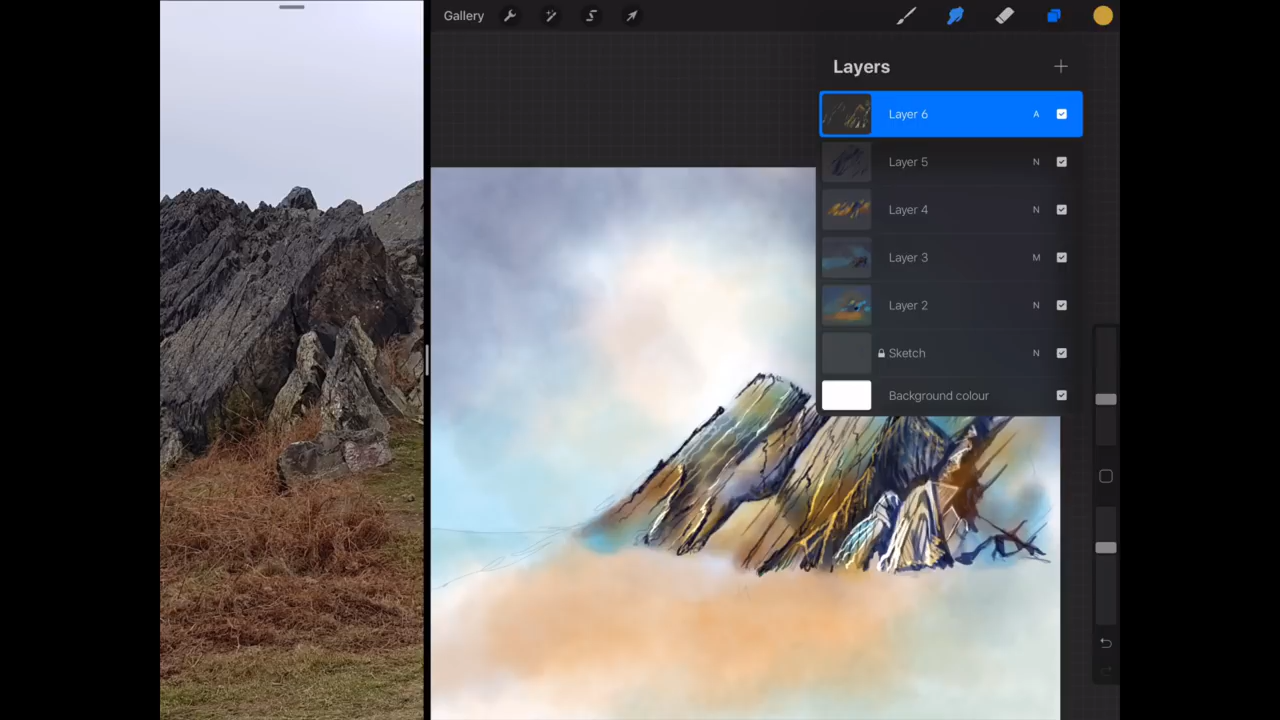 Gallery
Layers
Layer 6 A
Layer 5 N
Layer 4 N
Layer 3 M
Layer 2 N
Sketch N
Background colour